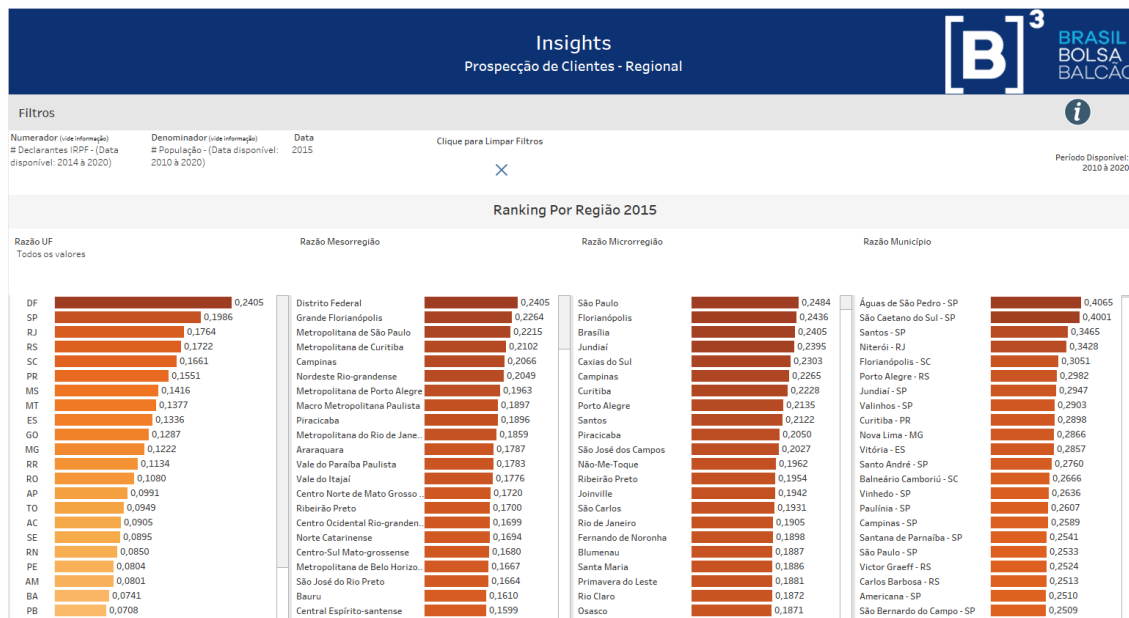 Insights
Prospecção de Clientes - Regional
[B]³
BRASIL
BOLSA
BALCÃO
Filtros
i
Numerador (vide informação)
# Declarantes IRPF - (Data
disponível: 2014 à 2020)
Denominador (vide informação)
# População - (Data disponível:
2010 à 2020)
Data
2015
Clique para Limpar Filtros
Período Disponível:
2010 à 2020
Ranking Por Região 2015
Razão UF
Todos os valores
DF 0,2405
SP 0,1986
RJ 0,1764
RS 0,1722
SC 0,1661
PR 0,1551
MS 0,1416
MT 0,1377
ES 0,1336
GO 0,1287
MG 0,1222
RR 0,1134
RO 0,1080
AP 0,0991
TO 0,0949
AC 0,0905
SE 0,0895
RN 0,0850
PE 0,0804
AM 0,0801
BA 0,0741
PB 0,0708
Razão Mesorregião
Distrito Federal 0,2405
Grande Florianópolis 0,2264
Metropolitana de São Paulo 0,2215
Metropolitana de Curitiba 0,2102
Campinas 0,2066
Nordeste Rio-grandense 0,2049
Metropolitana de Porto Alegre 0,1963
Macro Metropolitana Paulista 0,1897
Piracicaba 0,1896
Metropolitana do Rio de Jane.. 0,1859
Araraquara 0,1787
Vale do Paraíba Paulista 0,1783
Vale do Itajaí 0,1776
Centro Norte de Mato Grosso .. 0,1720
Ribeirão Preto 0,1700
Centro Ocidental Rio-granden.. 0,1699
Norte Catarinense 0,1694
Centro-Sul Mato-grossense 0,1680
Metropolitana de Belo Horizo.. 0,1667
São José do Rio Preto 0,1664
Bauru 0,1610
Central Espírito-santense 0,1599
Razão Microrregião
São Paulo 0,2484
Florianópolis 0,2436
Brasília 0,2405
Jundiaí 0,2395
Caxias do Sul 0,2303
Campinas 0,2265
Curitiba 0,2228
Porto Alegre 0,2135
Santos 0,2122
Piracicaba 0,2050
São José dos Campos 0,2027
Não-Me-Toque 0,1962
Ribeirão Preto 0,1954
Joinville 0,1942
São Carlos 0,1931
Rio de Janeiro 0,1905
Fernando de Noronha 0,1898
Blumenau 0,1887
Santa Maria 0,1886
Primavera do Leste 0,1881
Rio Claro 0,1872
Osasco 0,1871
Razão Município
Águas de São Pedro - SP 0,4065
São Caetano do Sul - SP 0,4001
Santos - SP 0,3465
Niterói - RJ 0,3428
Florianópolis - SC 0,3051
Porto Alegre - RS 0,2982
Jundiaí - SP 0,2947
Valinhos - SP 0,2903
Curitiba - PR 0,2898
Nova Lima - MG 0,2866
Vitória - ES 0,2857
Santo André - SP 0,2760
Balneário Camboriú - SC 0,2666
Vinhedo - SP 0,2636
Paulínia - SP 0,2607
Campinas - SP 0,2589
Santana de Parnaíba - SP 0,2541
São Paulo - SP 0,2533
Victor Graeff - RS 0,2524
Carlos Barbosa - RS 0,2513
Americana - SP 0,2510
São Bernardo do Campo - SP 0,2509